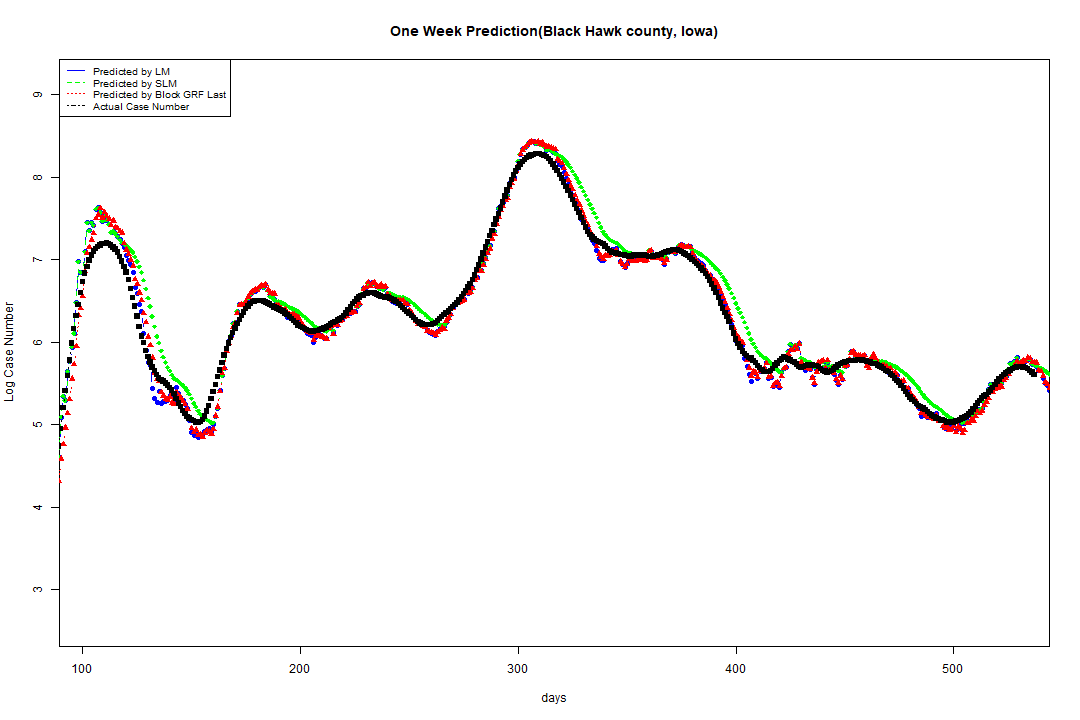 One Week Prediction(Black Hawk county, Iowa)
Predicted by LM
Predicted by SLM
Predicted by Block GRF Last
Actual Case Number
9
8
7
6
5
4
3
Log Case Number
100 200 300 400 500
days